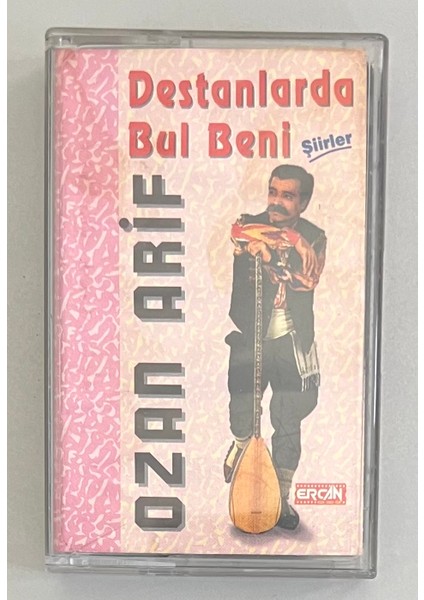 Destanlarda
Bul Beni
Şiirler
OZAN ARİF
ERCAN